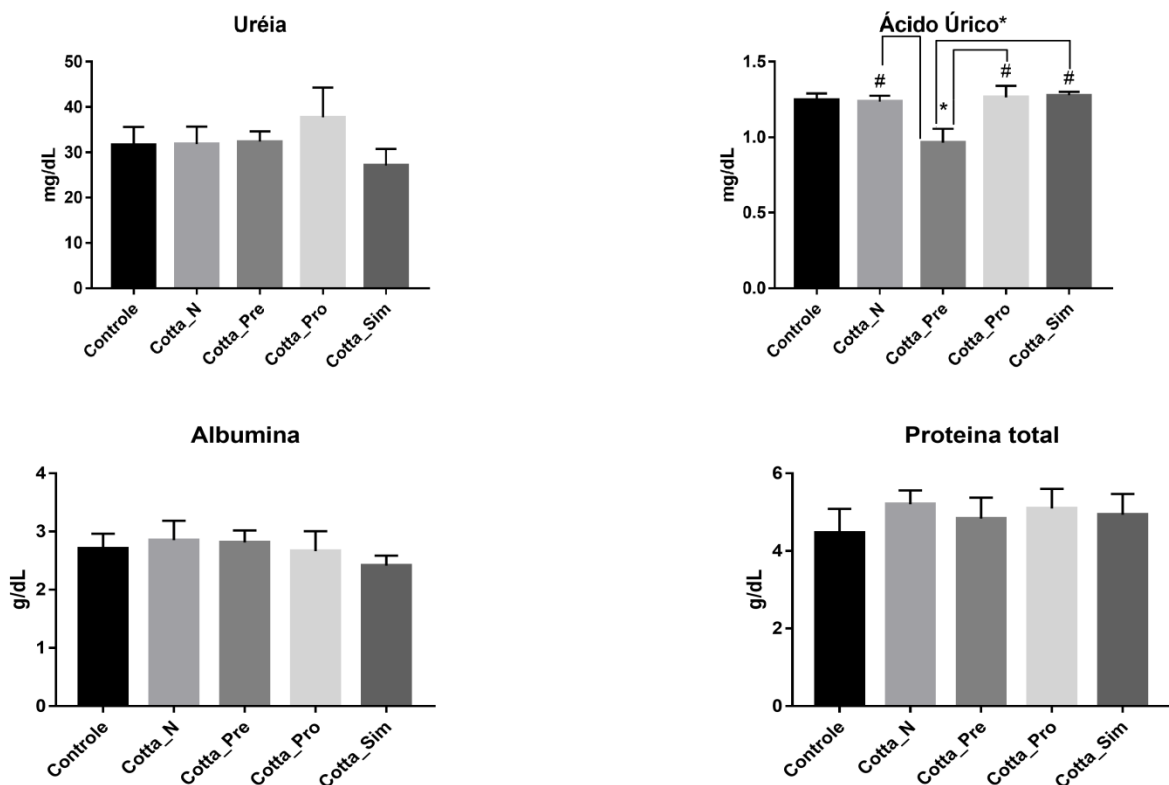 Uréia
mg/dL
50
40
30
20
10
0
Controle
Cotta_N
Cotta_Pre
Cotta_Pro
Cotta_Sim
Ácido Úrico*
mg/dL
1.5
1.0
0.5
0.0
#
*
#
#
Controle
Cotta_N
Cotta_Pre
Cotta_Pro
Cotta_Sim
Albumina
g/dL
4
3
2
1
0
Controle
Cotta_N
Cotta_Pre
Cotta_Pro
Cotta_Sim
Proteina total
g/dL
6
4
2
0
Controle
Cotta_N
Cotta_Pre
Cotta_Pro
Cotta_Sim